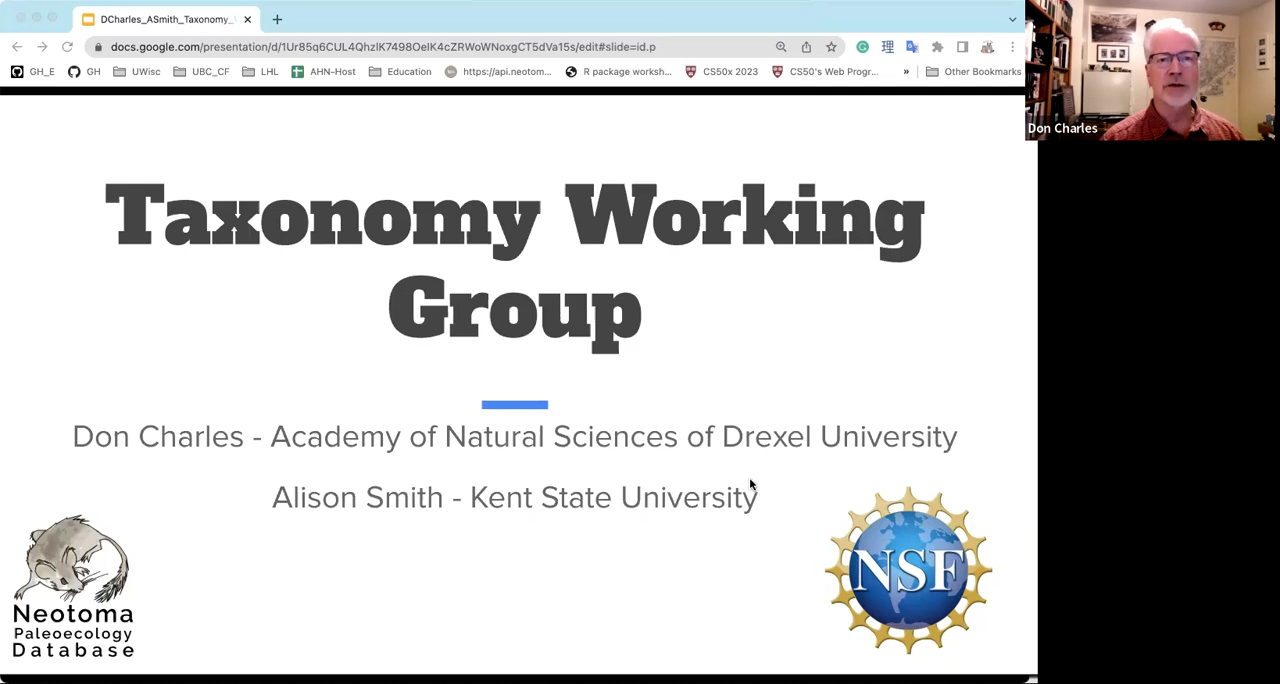 DCharles_ASmith_Taxonomy_
docs.google.com/presentation/d/1Ur85q6CUL4QhzlK7498OelK4cZRWoWNoxgCT5dVa15s/edit#slide=id.p
GH_E
GH
UWisc
UBC_CF
LHL
AHN-Host
Education
https://api.neotom...
R package worksh...
CS50x 2023
CS50's Web Progr...
»
Other Bookmarks
Don Charles
Taxonomy Working
Group
Don Charles - Academy of Natural Sciences of Drexel University
Alison Smith - Kent State University
Neotoma
Paleoecology
Database
NSF